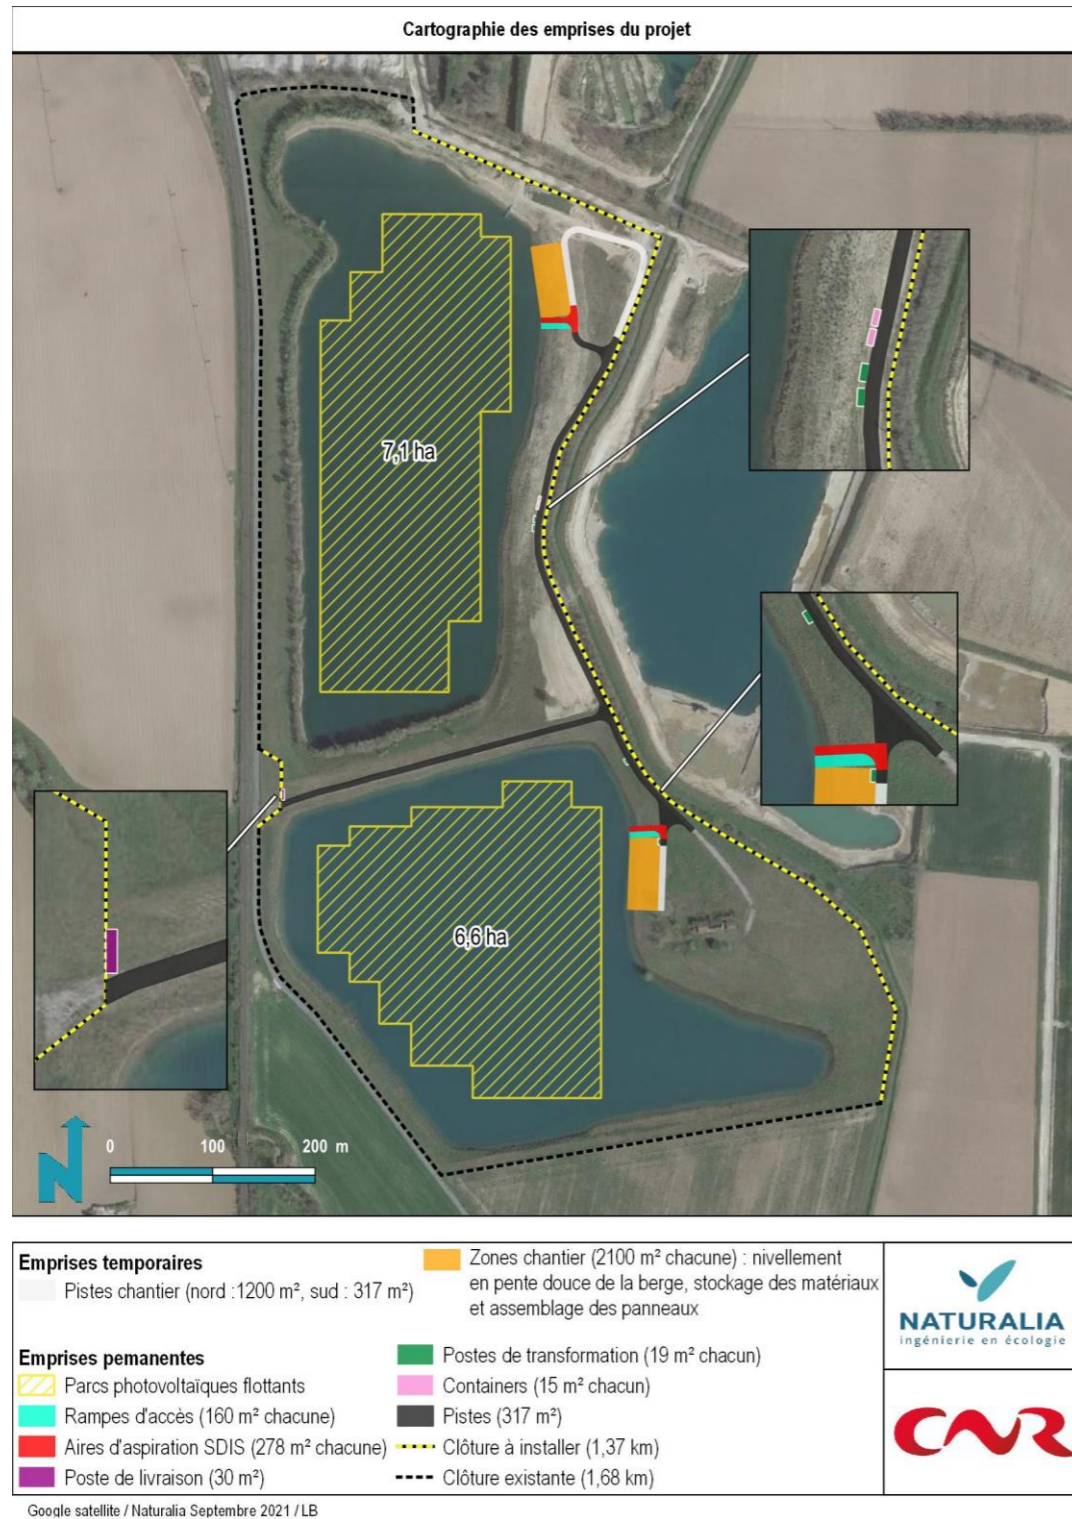 Cartographie des emprises du projet
7,1 ha
6,6 ha
N
0 100 200 m
Emprises temporaires
Pistes chantier (nord :1200 m², sud : 317 m²)
Zones chantier (2100 m² chacune) : nivellement
en pente douce de la berge, stockage des matériaux
et assemblage des panneaux
Emprises pemanentes
Parcs photovoltaïques flottants
Rampes d'accès (160 m² chacune)
Aires d'aspiration SDIS (278 m² chacune)
Poste de livraison (30 m²)
Postes de transformation (19 m² chacun)
Containers (15 m² chacun)
Pistes (317 m²)
Clôture à installer (1,37 km)
Clôture existante (1,68 km)
NATURALIA
ingénierie en écologie
CNR
Google satellite / Naturalia Septembre 2021 / LB